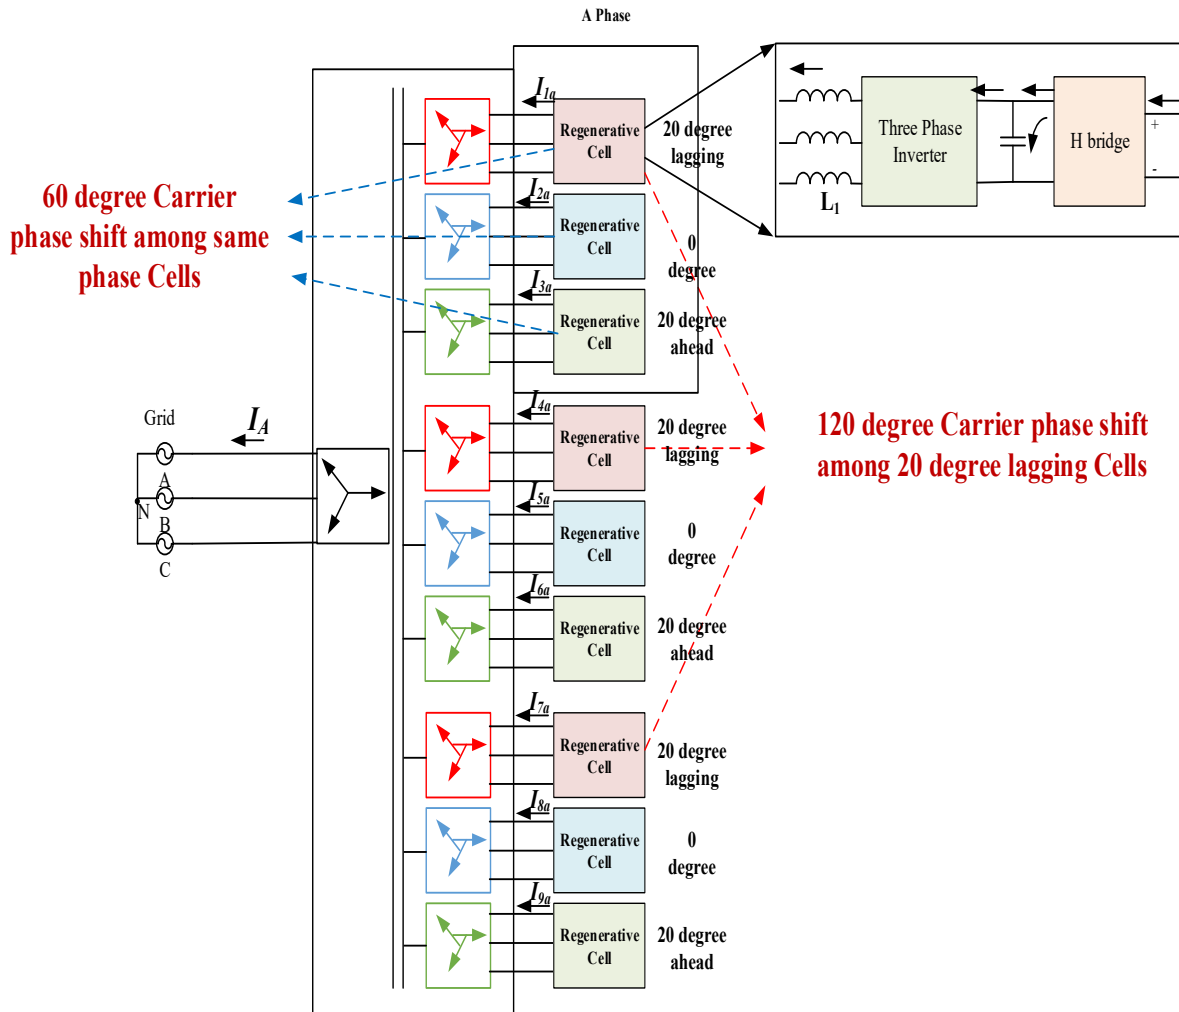 A Phase
I1a
Regenerative
Cell
20 degree
lagging
Three Phase
Inverter
H bridge
+
-
L1
60 degree Carrier
phase shift among same
phase Cells
I2a
Regenerative
Cell
0
degree
I3a
Regenerative
Cell
20 degree
ahead
Grid
IA
A
N
B
C
I4a
Regenerative
Cell
20 degree
lagging
120 degree Carrier phase shift
among 20 degree lagging Cells
I5a
Regenerative
Cell
0
degree
I6a
Regenerative
Cell
20 degree
ahead
I7a
Regenerative
Cell
20 degree
lagging
I8a
Regenerative
Cell
0
degree
I9a
Regenerative
Cell
20 degree
ahead